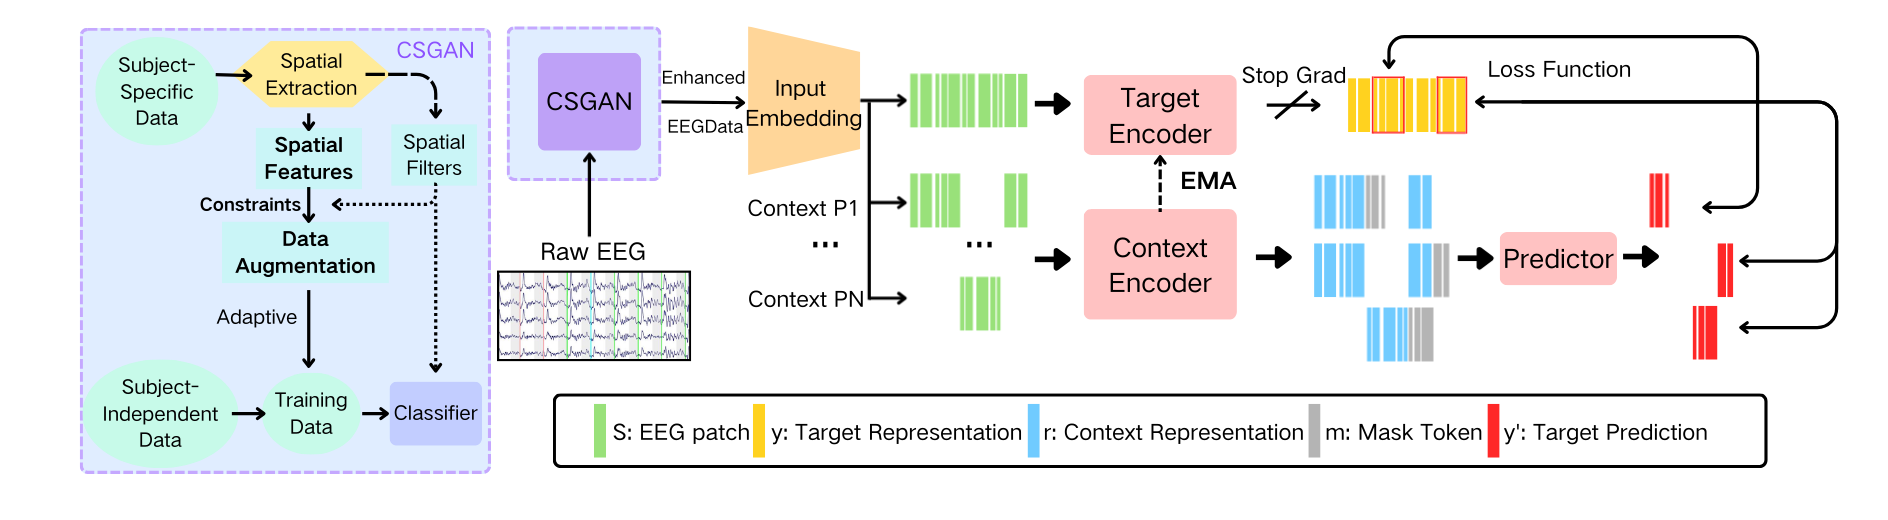 CSGAN
Subject-
Specific
Data
Spatial
Extraction
Spatial
Features
Spatial
Filters
Constraints
Data
Augmentation
Adaptive
Subject-
Independent
Data
Training
Data
Classifier
CSGAN
Raw EEG
Enhanced
EEGData
Input
Embedding
Context P1
...
Context PN
...
Target
Encoder
EMA
Context
Encoder
Stop Grad
Loss Function
Predictor
S: EEG patch
y: Target Representation
r: Context Representation
m: Mask Token
y': Target Prediction